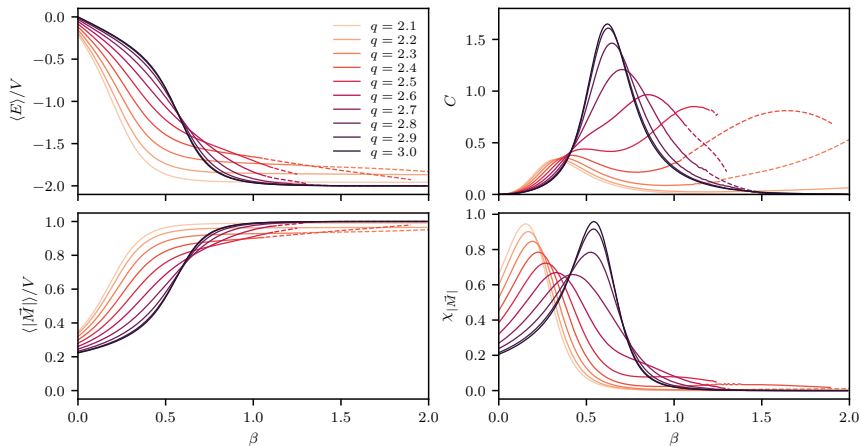 0.0
−0.5
−1.0
−1.5
−2.0
⟨E⟩/V
q = 2.1
q = 2.2
q = 2.3
q = 2.4
q = 2.5
q = 2.6
q = 2.7
q = 2.8
q = 2.9
q = 3.0
1.5
1.0
0.5
0.0
C
1.0
0.8
0.6
0.4
0.2
0.0
⟨|M⃗|⟩/V
0.0 0.5 1.0 1.5 2.0
β
1.0
0.8
0.6
0.4
0.2
0.0
χ|M⃗|
0.0 0.5 1.0 1.5 2.0
β